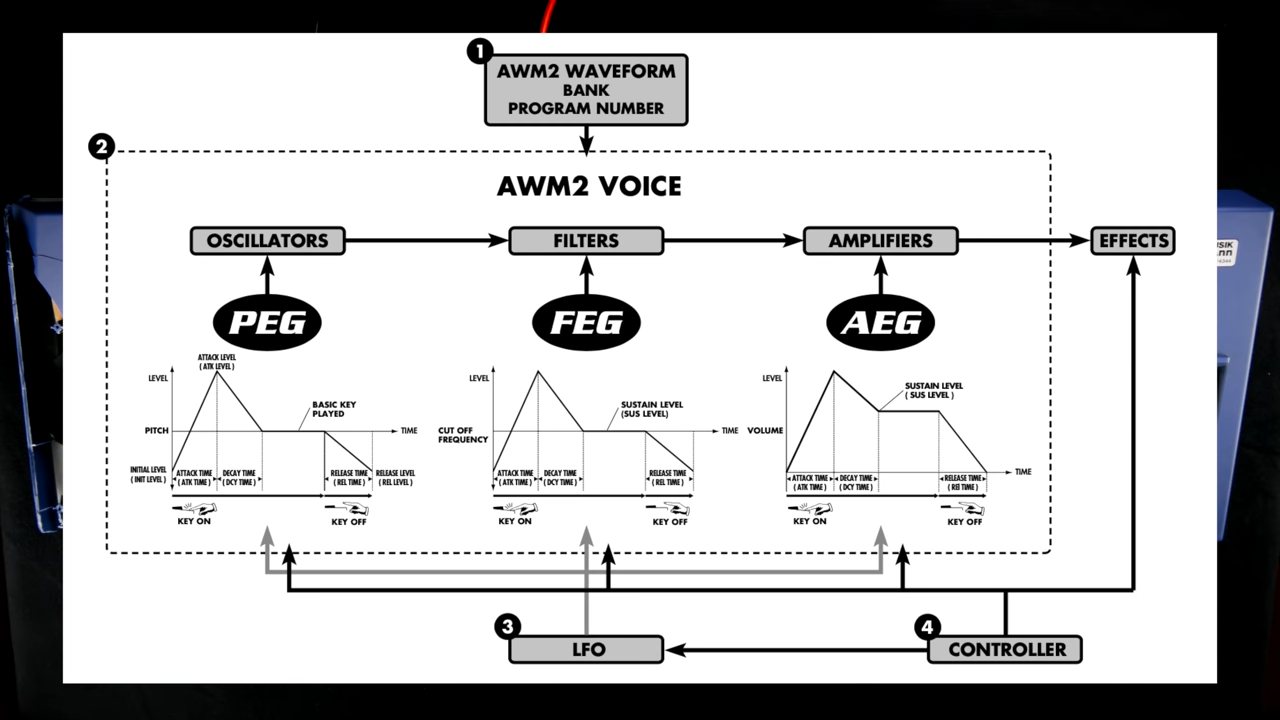 1
AWM2 WAVEFORM
BANK
PROGRAM NUMBER
2
AWM2 VOICE
OSCILLATORS
FILTERS
AMPLIFIERS
EFFECTS
PEG
FEG
AEG
ATTACK LEVEL
( ATK LEVEL )
LEVEL
BASIC KEY
PLAYED
PITCH
TIME
INITIAL LEVEL
( INIT LEVEL )
ATTACK TIME
( ATK TIME )
DECAY TIME
( DCY TIME )
RELEASE TIME
( REL TIME )
RELEASE LEVEL
( REL LEVEL )
KEY ON
KEY OFF
LEVEL
SUSTAIN LEVEL
(SUS LEVEL)
CUT OFF
FREQUENCY
TIME
ATTACK TIME
( ATK TIME )
DECAY TIME
( DCY TIME )
RELEASE TIME
( REL TIME )
KEY ON
KEY OFF
LEVEL
SUSTAIN LEVEL
( SUS LEVEL )
VOLUME
TIME
ATTACK TIME
( ATK TIME )
DECAY TIME
( DCY TIME )
RELEASE TIME
( REl TIME )
KEY ON
KEY OFF
3
LFO
4
CONTROLLER